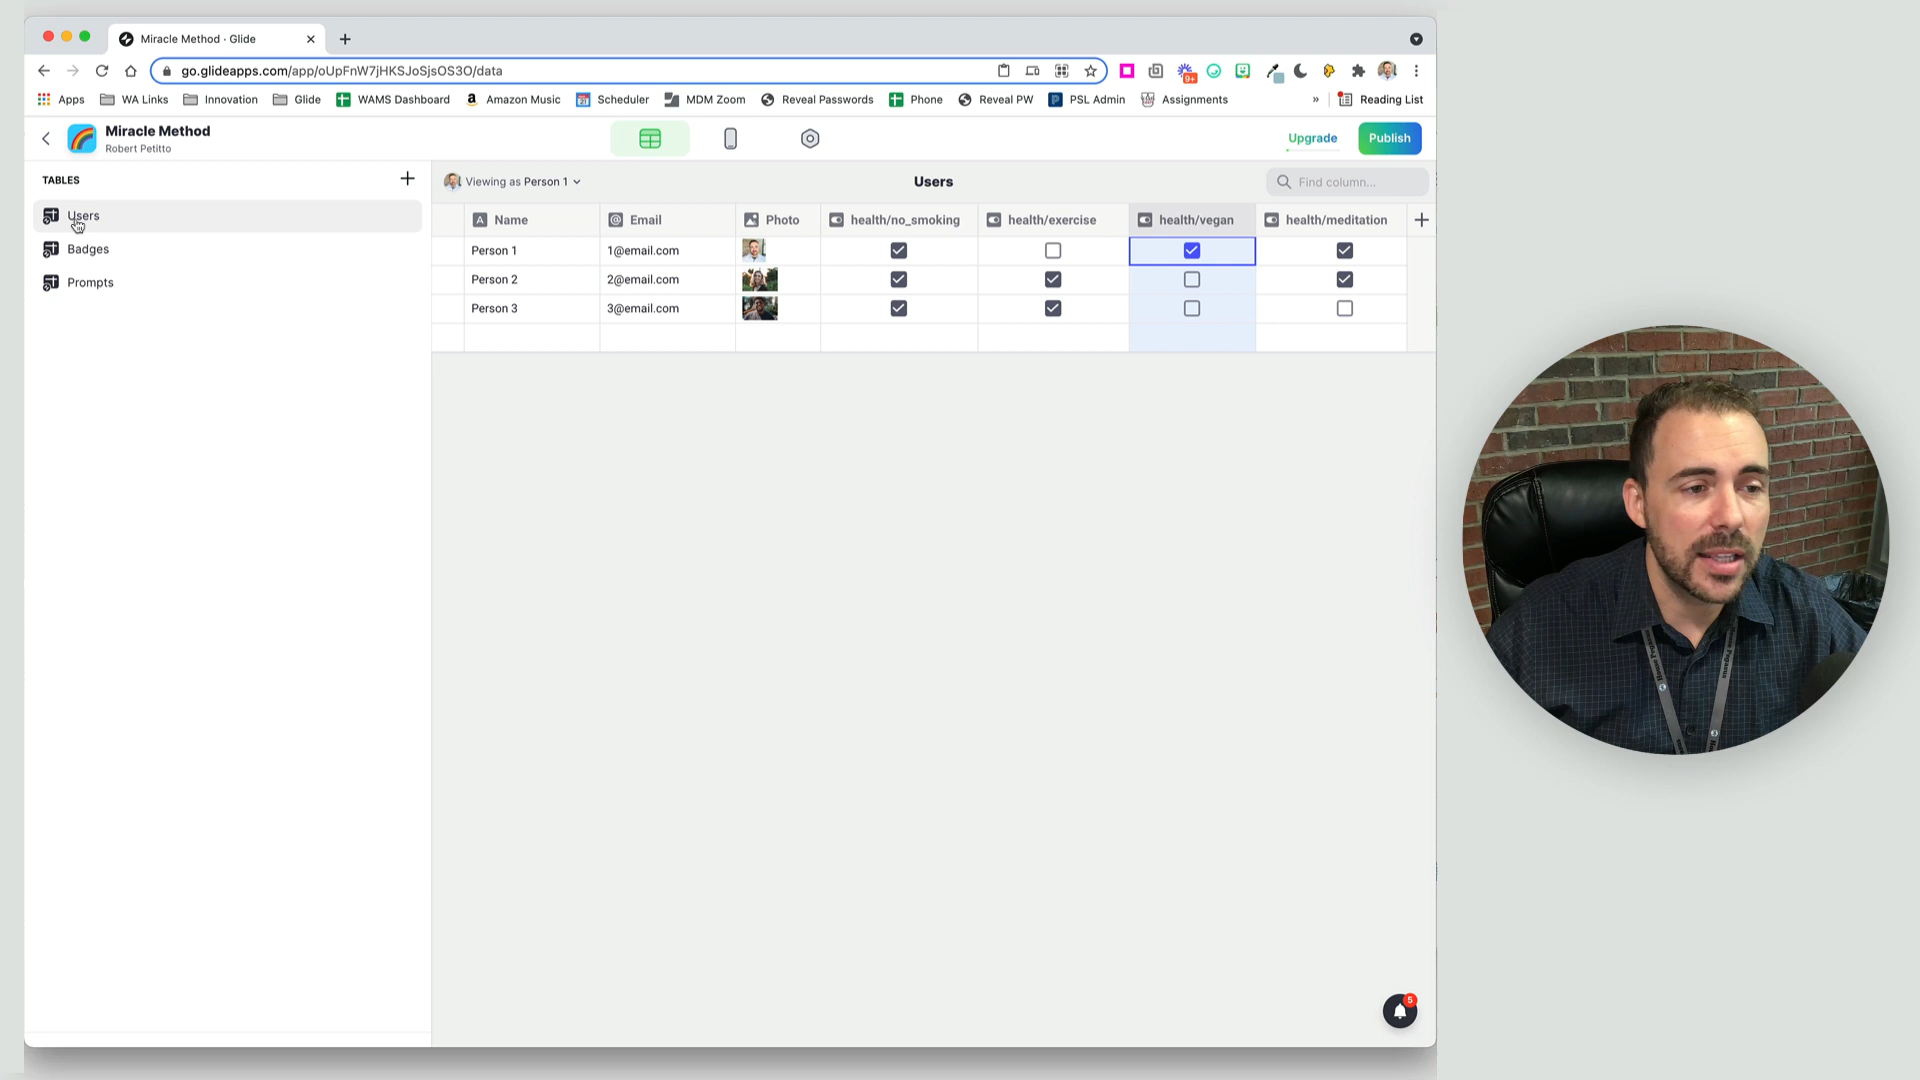 Miracle Method · Glide
go.glideapps.com/app/oUpFnW7jHKSJoSjsOS3O/data
9+
Apps WA Links Innovation Glide WAMS Dashboard Amazon Music Scheduler MDM Zoom Reveal Passwords Phone Reveal PW PSL Admin Assignments » Reading List
Miracle Method
Robert Petitto
Upgrade Publish
TABLES
Users
Badges
Prompts
Viewing as Person 1
Users
Find column...
Name Email Photo health/no_smoking health/exercise health/vegan health/meditation
Person 1 1@email.com
Person 2 2@email.com
Person 3 3@email.com
5